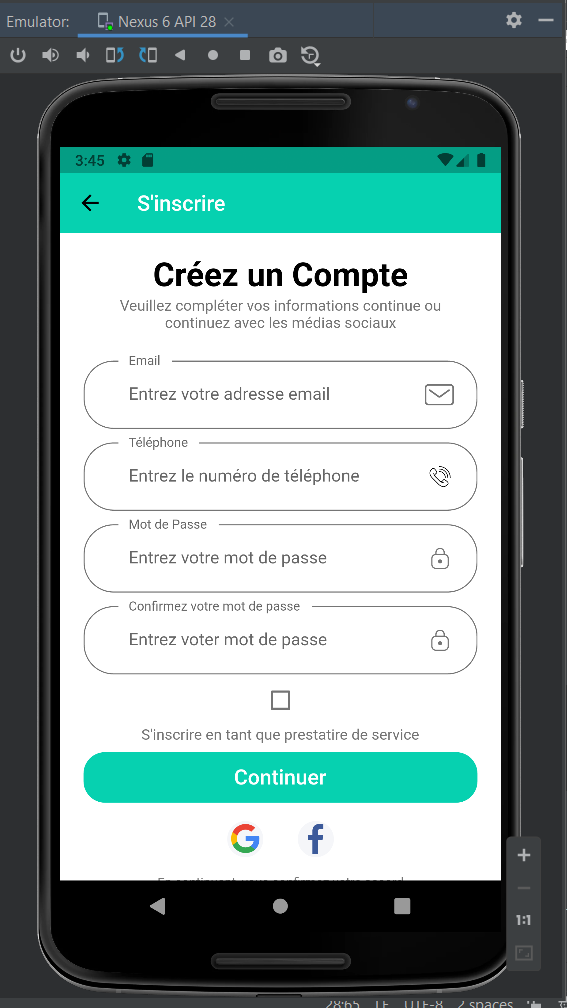 Emulator: Nexus 6 API 28
3:45
S'inscrire
Créez un Compte
Veuillez compléter vos informations continue ou
continuez avec les médias sociaux
Email
Entrez votre adresse email
Téléphone
Entrez le numéro de téléphone
Mot de Passe
Entrez votre mot de passe
Confirmez votre mot de passe
Entrez voter mot de passe
S'inscrire en tant que prestatire de service
Continuer
1:1
28:65 LF UTF-8 2 spaces